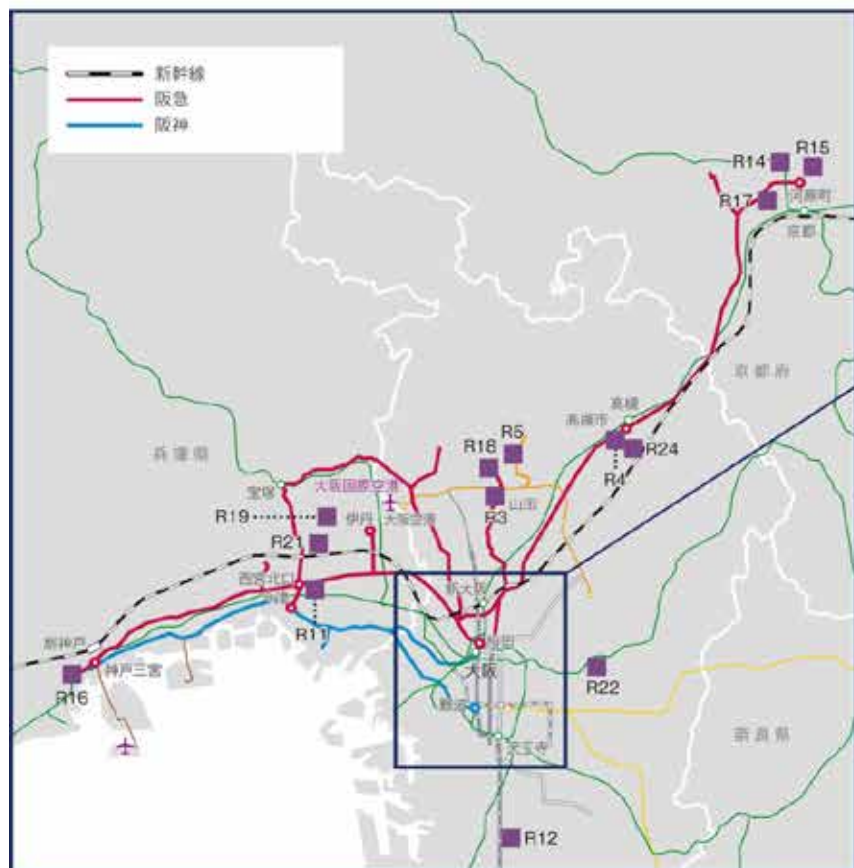 新幹線
阪急
阪神
R14
R15
R17
河原町
京都
京都府
高槻
高槻市
R24
R4
R5
R18
R3
山田
兵庫県
宝塚
大阪国際空港
大阪空港
伊丹
R19
R21
西宮北口
R11
新大阪
梅田
大阪
難波
天王寺
R22
奈良県
新神戸
神戸三宮
R16
R12